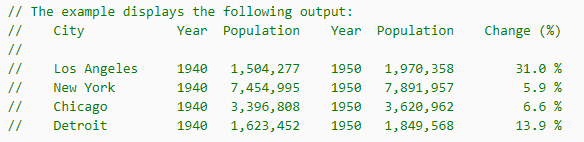 // The example displays the following output:
//    City            Year  Population    Year  Population    Change (%)
//
//    Los Angeles     1940   1,504,277    1950   1,970,358        31.0 %
//    New York        1940   7,454,995    1950   7,891,957         5.9 %
//    Chicago         1940   3,396,808    1950   3,620,962         6.6 %
//    Detroit         1940   1,623,452    1950   1,849,568        13.9 %